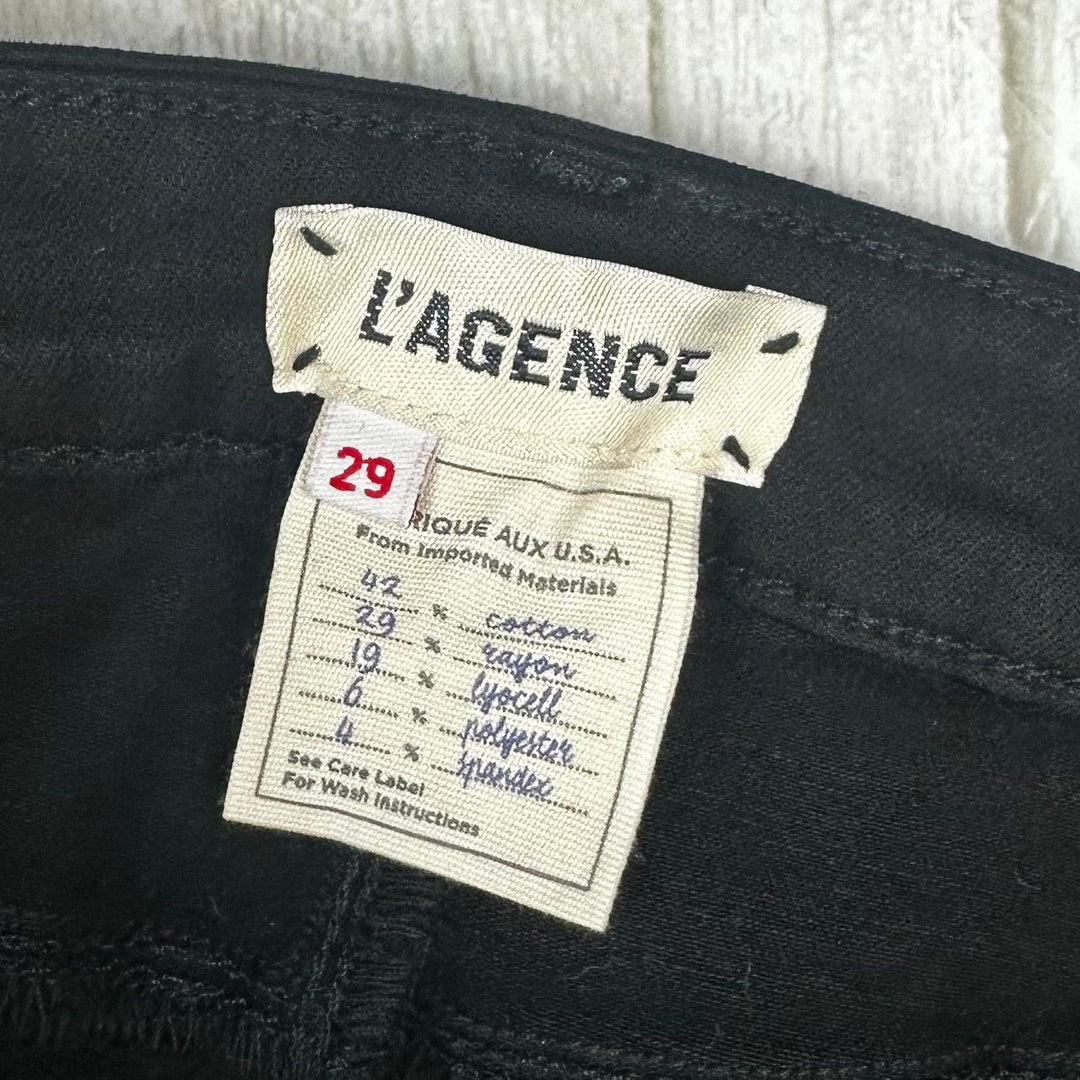 L'AGENCE
29
RIQUÉ AUX U.S.A.
From Imported Materials
42 % cotton
29 % rayon
19 % lyocell
6 % polyester
4 % spandex
See Care Label
For Wash Instructions